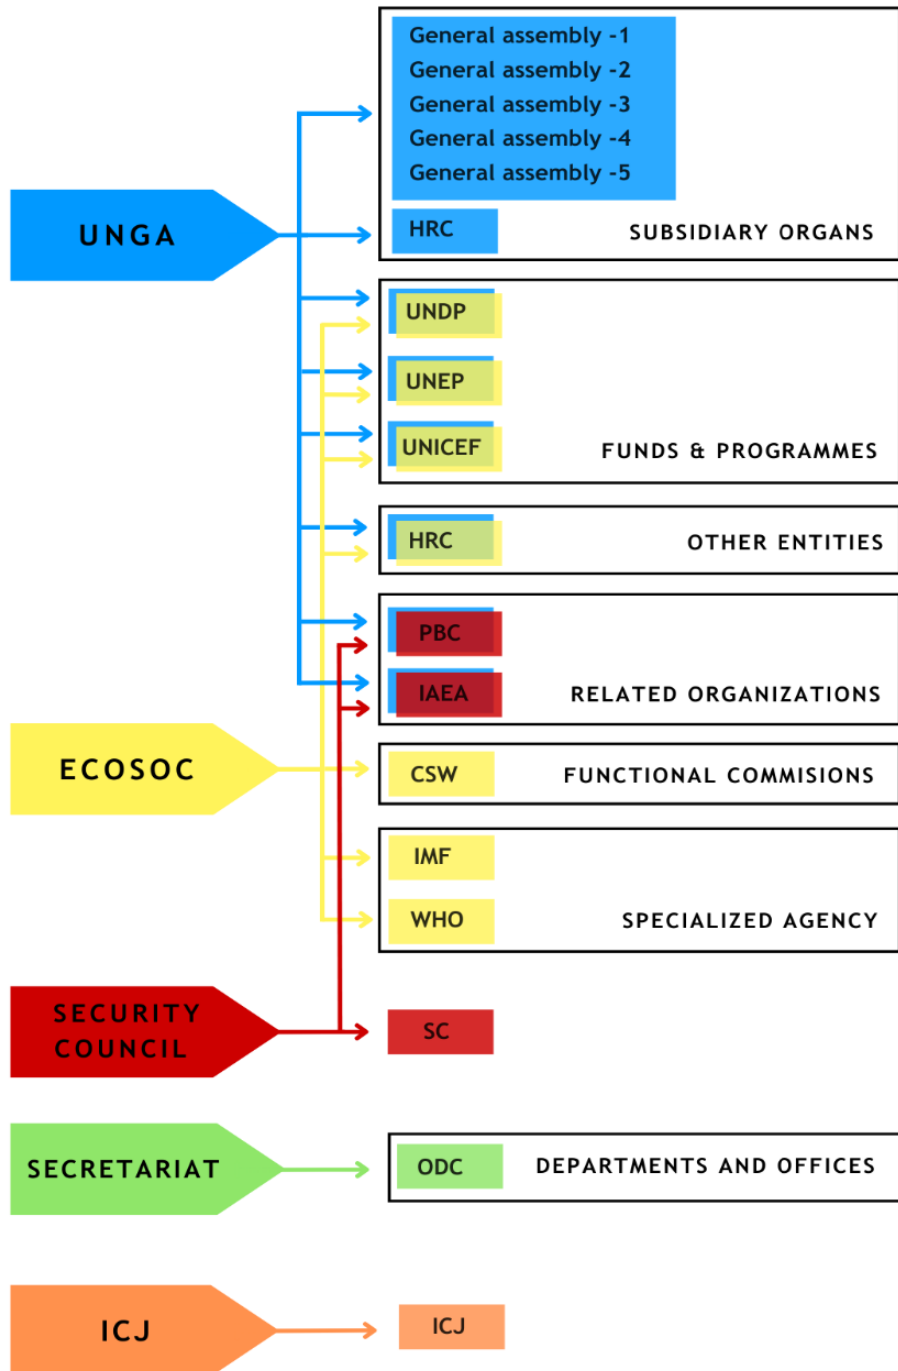 General assembly -1
General assembly -2
General assembly -3
General assembly -4
General assembly -5
UNGA
HRC
SUBSIDIARY ORGANS
UNDP
UNEP
UNICEF
FUNDS & PROGRAMMES
HRC
OTHER ENTITIES
PBC
IAEA
RELATED ORGANIZATIONS
ECOSOC
CSW
FUNCTIONAL COMMISIONS
IMF
WHO
SPECIALIZED AGENCY
SECURITY
COUNCIL
SC
SECRETARIAT
ODC
DEPARTMENTS AND OFFICES
ICJ
ICJ